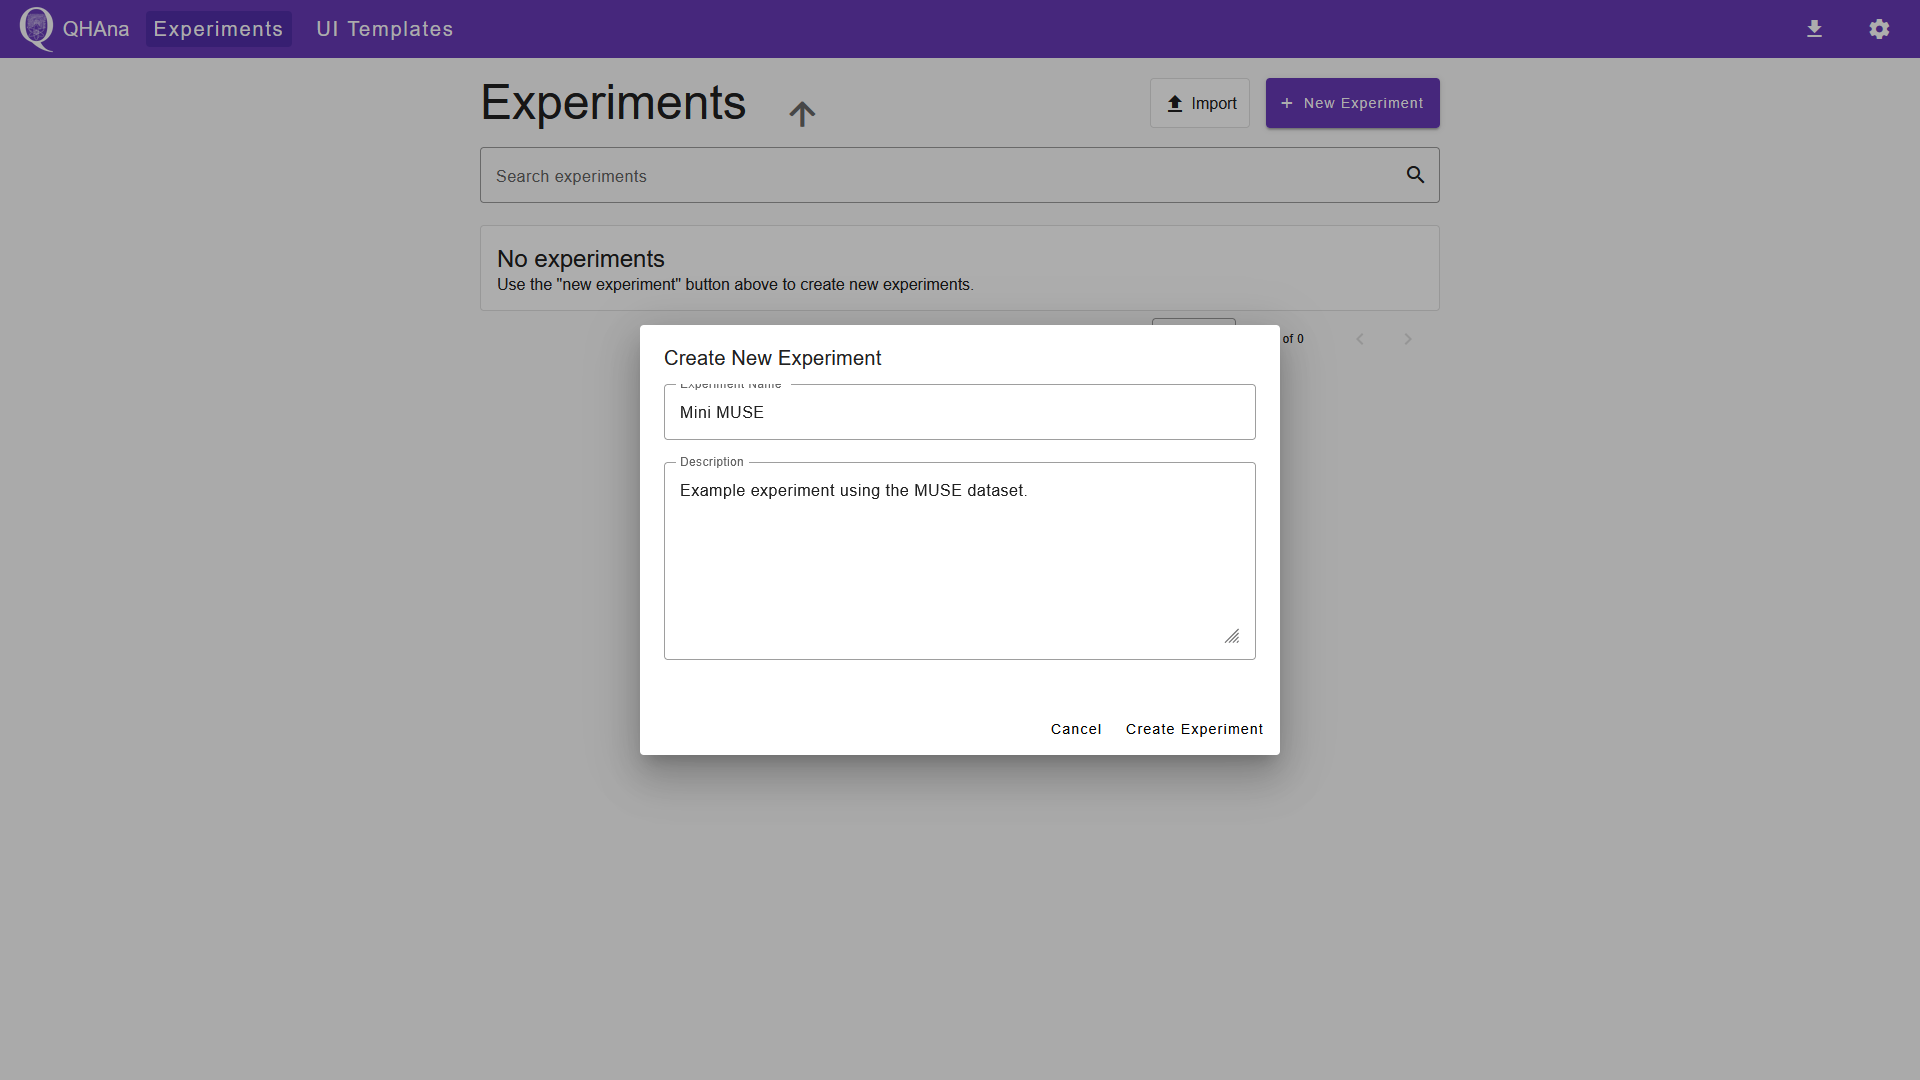 QHAna Experiments UI Templates
Experiments
Import
+ New Experiment
Search experiments
No experiments
Use the "new experiment" button above to create new experiments.
of 0
Create New Experiment
Experiment Name
Mini MUSE
Description
Example experiment using the MUSE dataset.
Cancel Create Experiment